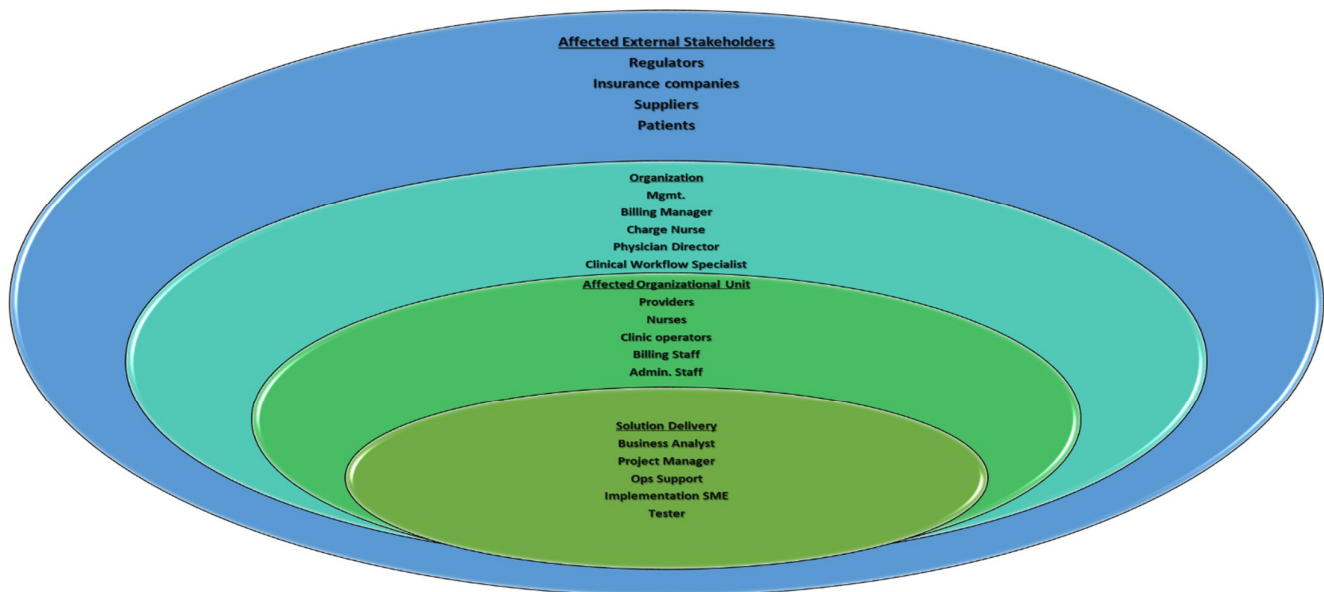 Affected External Stakeholders
Regulators
Insurance companies
Suppliers
Patients
Organization
Mgmt.
Billing Manager
Charge Nurse
Physician Director
Clinical Workflow Specialist
Affected Organizational Unit
Providers
Nurses
Clinic operators
Billing Staff
Admin. Staff
Solution Delivery
Business Analyst
Project Manager
Ops Support
Implementation SME
Tester